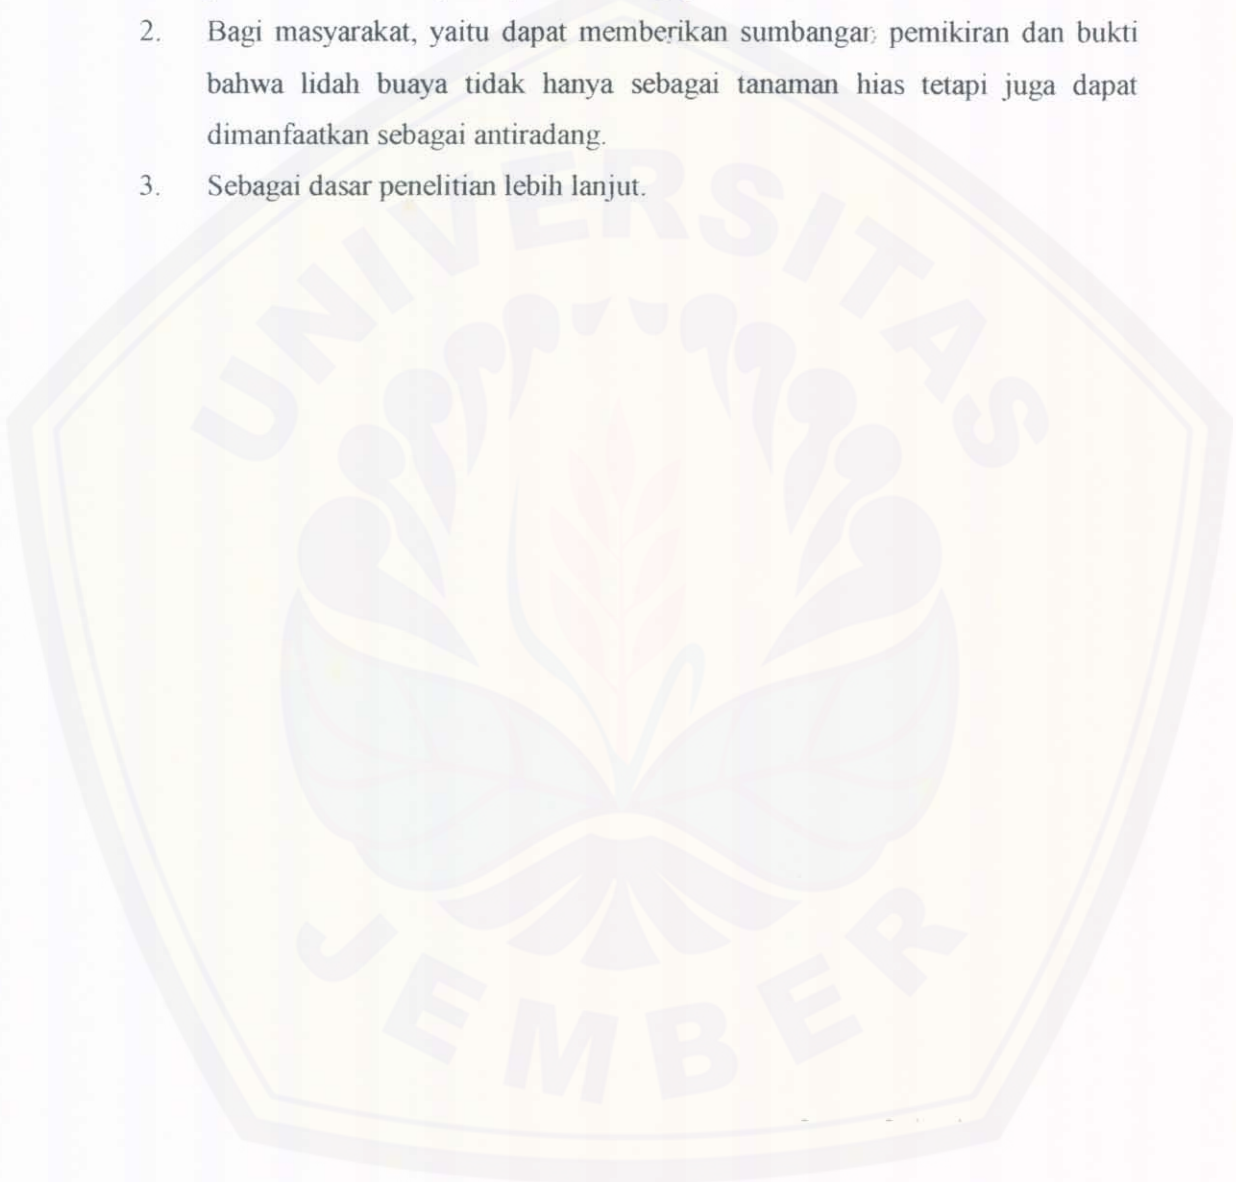 2. Bagi masyarakat, yaitu dapat memberikan sumbangan pemikiran dan bukti
bahwa lidah buaya tidak hanya sebagai tanaman hias tetapi juga dapat
dimanfaatkan sebagai antiradang.
3. Sebagai dasar penelitian lebih lanjut.
UNIVERSITAS
JEMBER